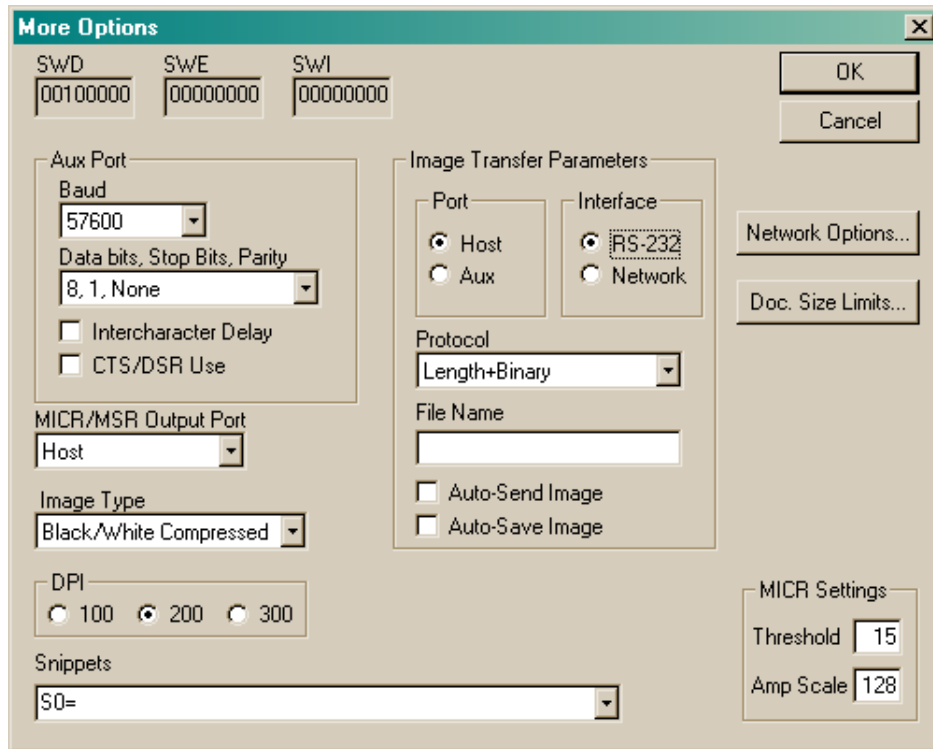 More Options
SWD SWE SWI
00100000 00000000 00000000
OK
Cancel
Aux Port
Baud
57600
Data bits, Stop Bits, Parity
8, 1, None
Intercharacter Delay
CTS/DSR Use
MICR/MSR Output Port
Host
Image Type
Black/White Compressed
DPI
100 200 300
Snippets
S0=
Image Transfer Parameters
Port
Host
Aux
Interface
RS-232
Network
Protocol
Length+Binary
File Name
Auto-Send Image
Auto-Save Image
Network Options...
Doc. Size Limits...
MICR Settings
Threshold 15
Amp Scale 128